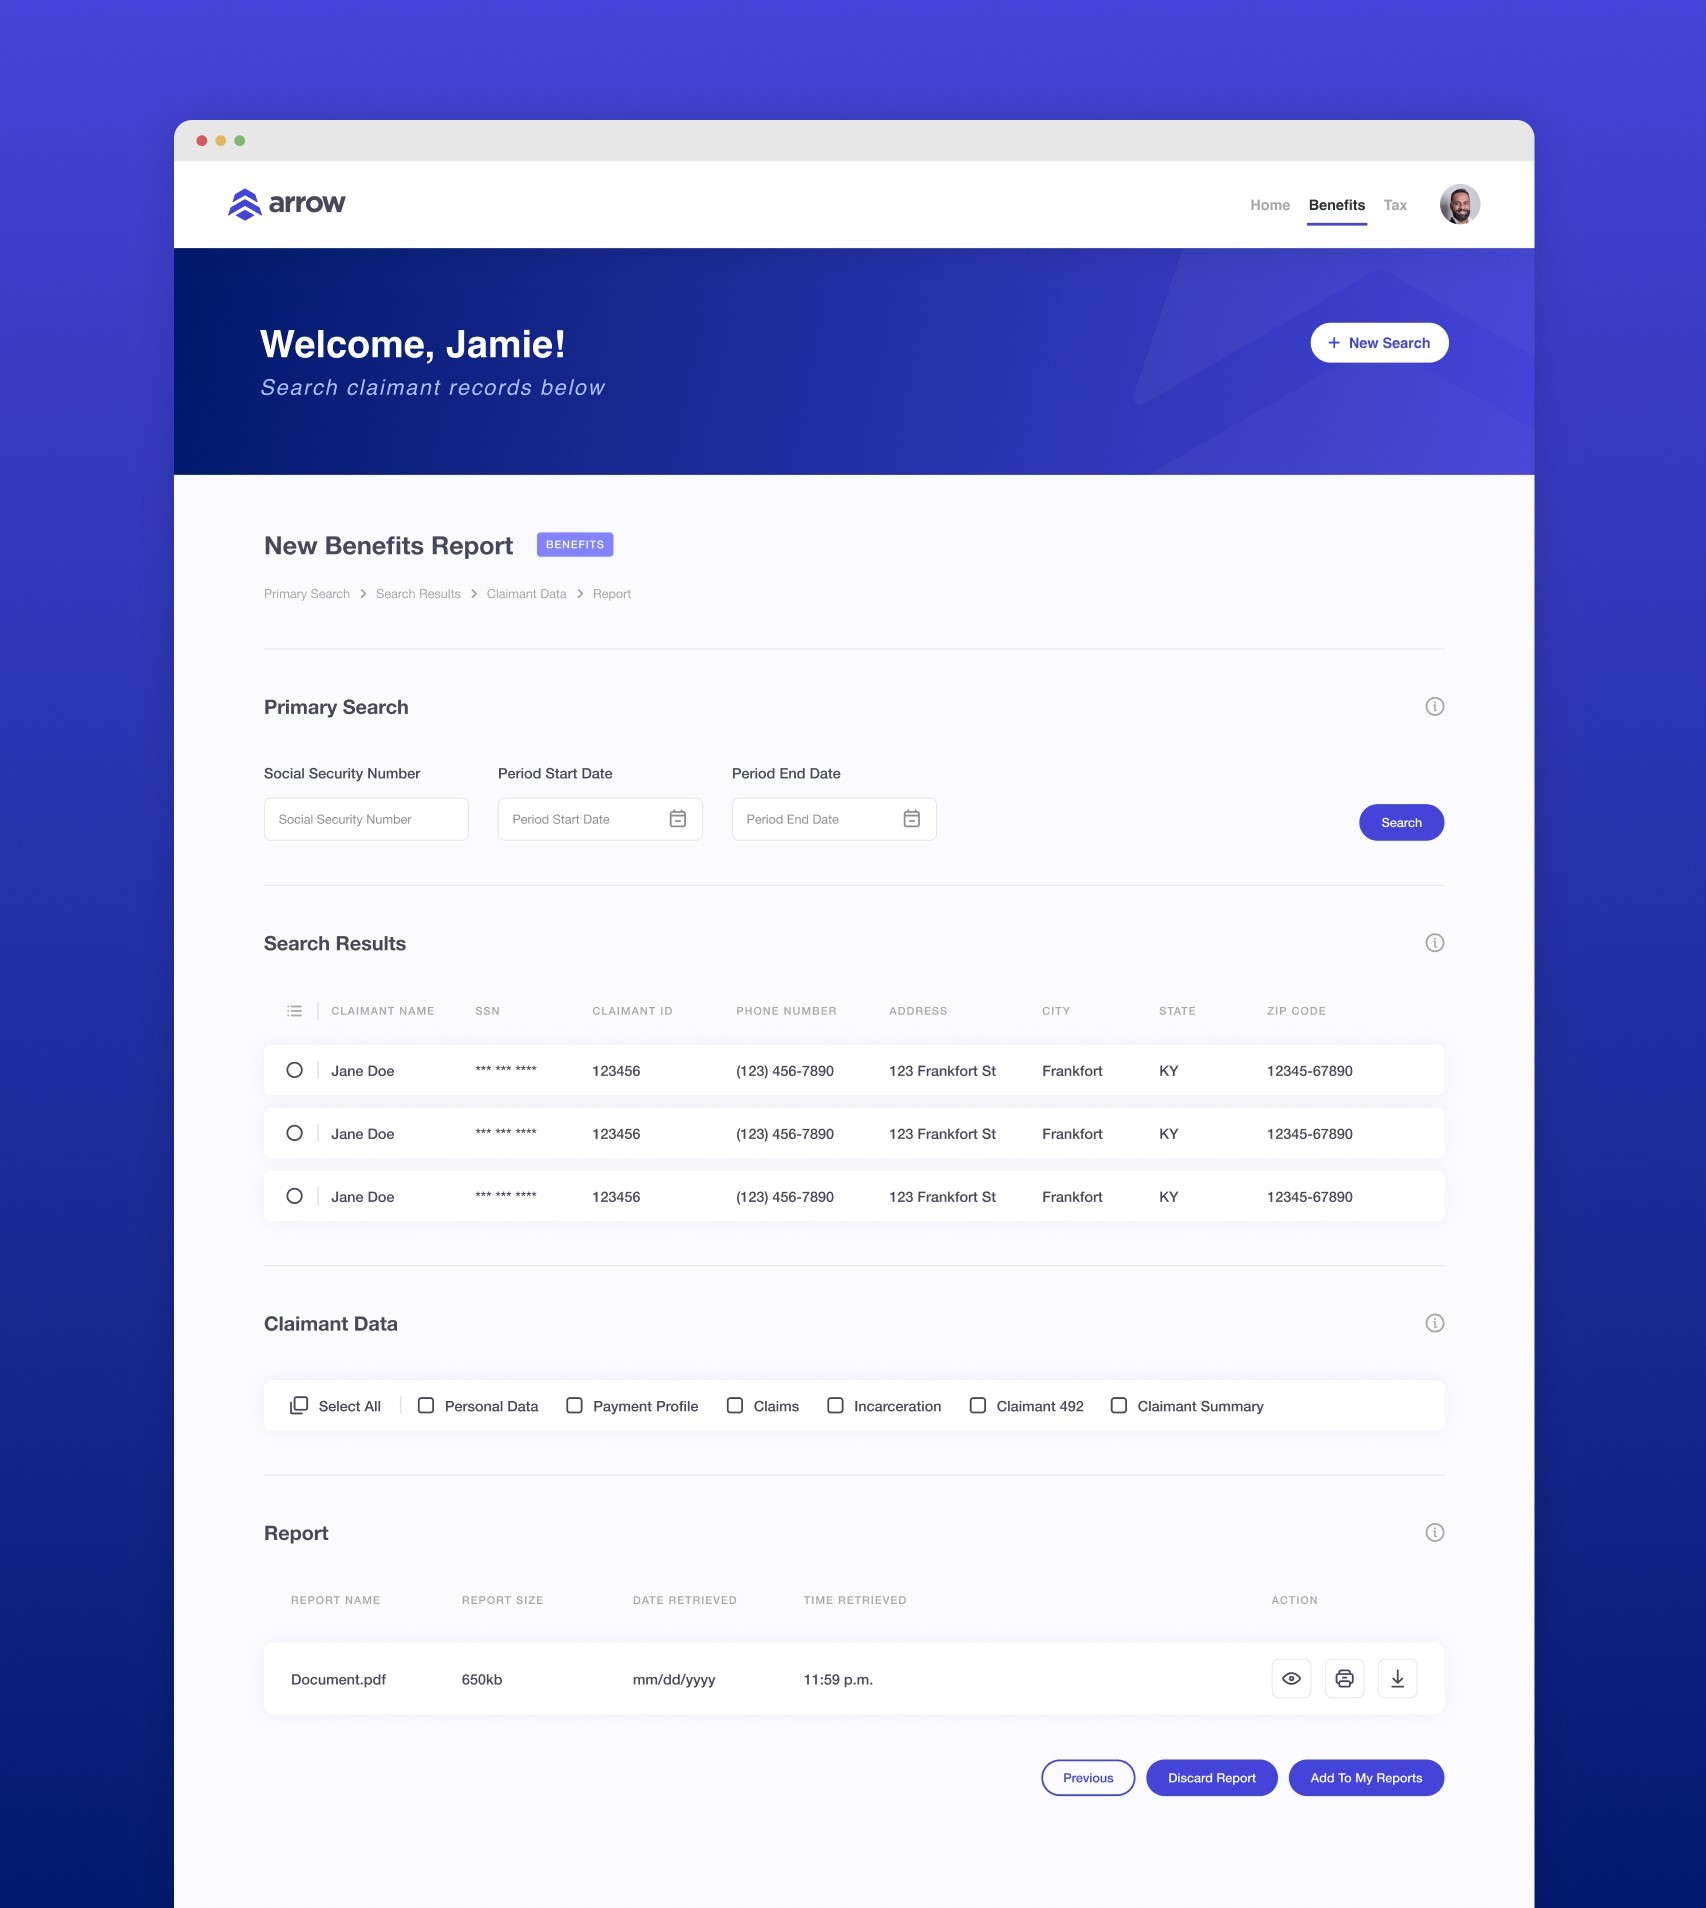 arrow
Home Benefits Tax
Welcome, Jamie!
Search claimant records below
+ New Search
New Benefits Report BENEFITS
Primary Search > Search Results > Claimant Data > Report
Primary Search
Social Security Number Period Start Date Period End Date
Social Security Number Period Start Date Period End Date Search
Search Results
CLAIMANT NAME SSN CLAIMANT ID PHONE NUMBER ADDRESS CITY STATE ZIP CODE
Jane Doe *** *** **** 123456 (123) 456-7890 123 Frankfort St Frankfort KY 12345-67890
Jane Doe *** *** **** 123456 (123) 456-7890 123 Frankfort St Frankfort KY 12345-67890
Jane Doe *** *** **** 123456 (123) 456-7890 123 Frankfort St Frankfort KY 12345-67890
Claimant Data
Select All Personal Data Payment Profile Claims Incarceration Claimant 492 Claimant Summary
Report
REPORT NAME REPORT SIZE DATE RETRIEVED TIME RETRIEVED ACTION
Document.pdf 650kb mm/dd/yyyy 11:59 p.m.
Previous Discard Report Add To My Reports